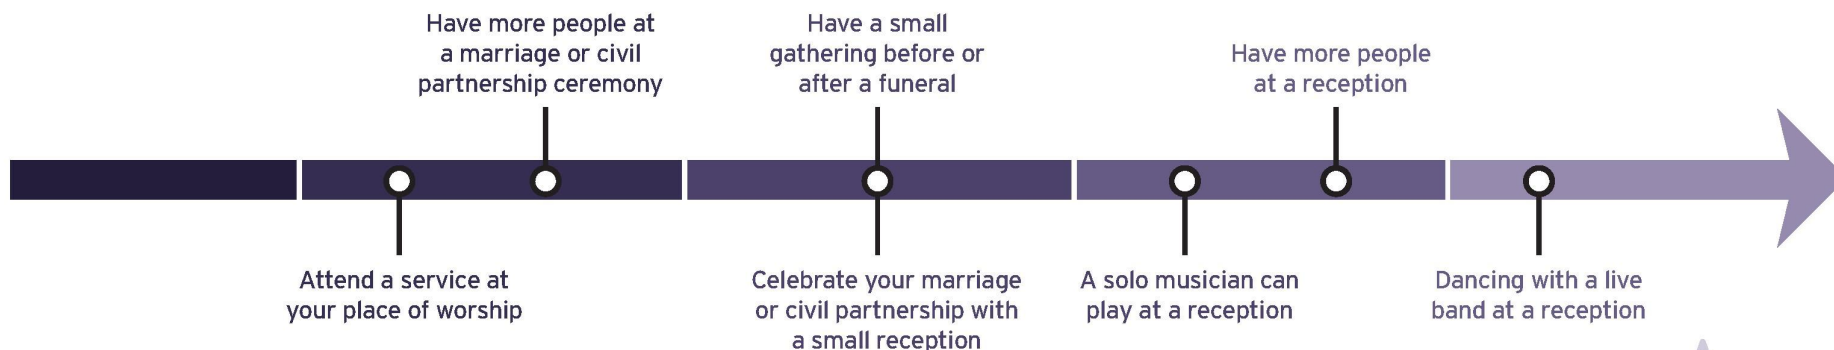 Have more people at
a marriage or civil
partnership ceremony
Have a small
gathering before or
after a funeral
Have more people
at a reception
Attend a service at
your place of worship
Celebrate your marriage
or civil partnership with
a small reception
A solo musician can
play at a reception
Dancing with a live
band at a reception